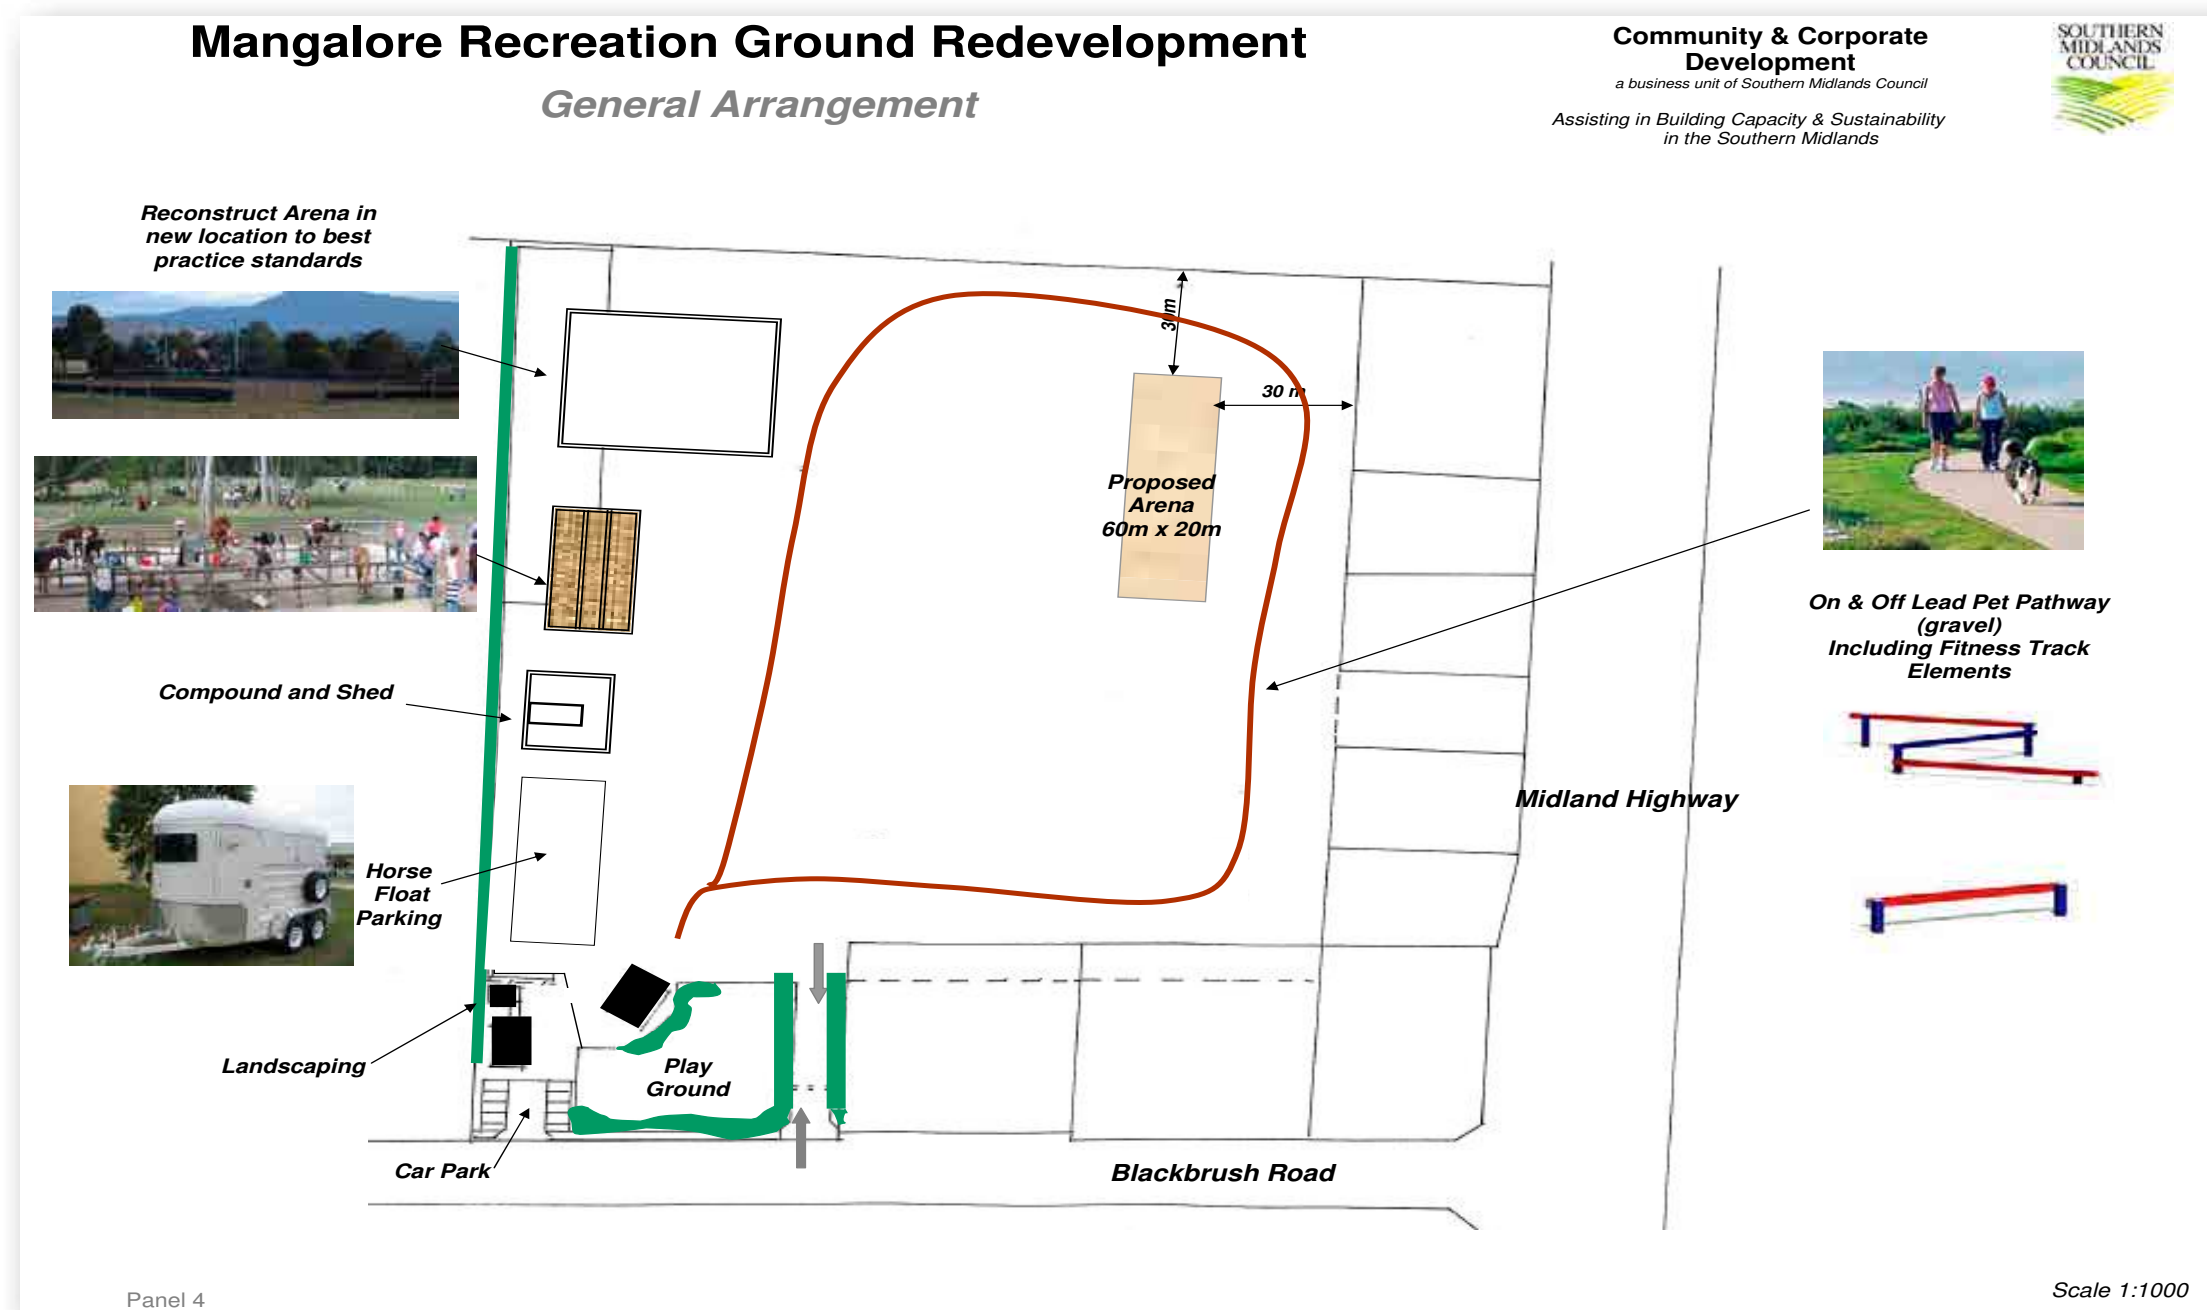 Mangalore Recreation Ground Redevelopment
General Arrangement
Community & Corporate
Development
a business unit of Southern Midlands Council
Assisting in Building Capacity & Sustainability
in the Southern Midlands
SOUTHERN
MIDLANDS
COUNCIL
Reconstruct Arena in
new location to best
practice standards
30m
30 m
Proposed
Arena
60m x 20m
On & Off Lead Pet Pathway
(gravel)
Including Fitness Track
Elements
Compound and Shed
Midland Highway
Horse
Float
Parking
Landscaping
Play
Ground
Car Park
Blackbrush Road
Panel 4
Scale 1:1000